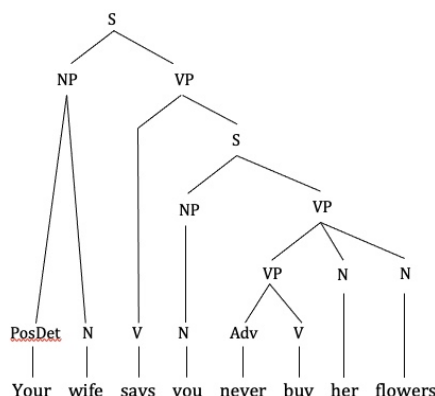 S
NP VP
S
NP VP
VP N N
PosDet N V N Adv V
Your wife says you never buy her flowers